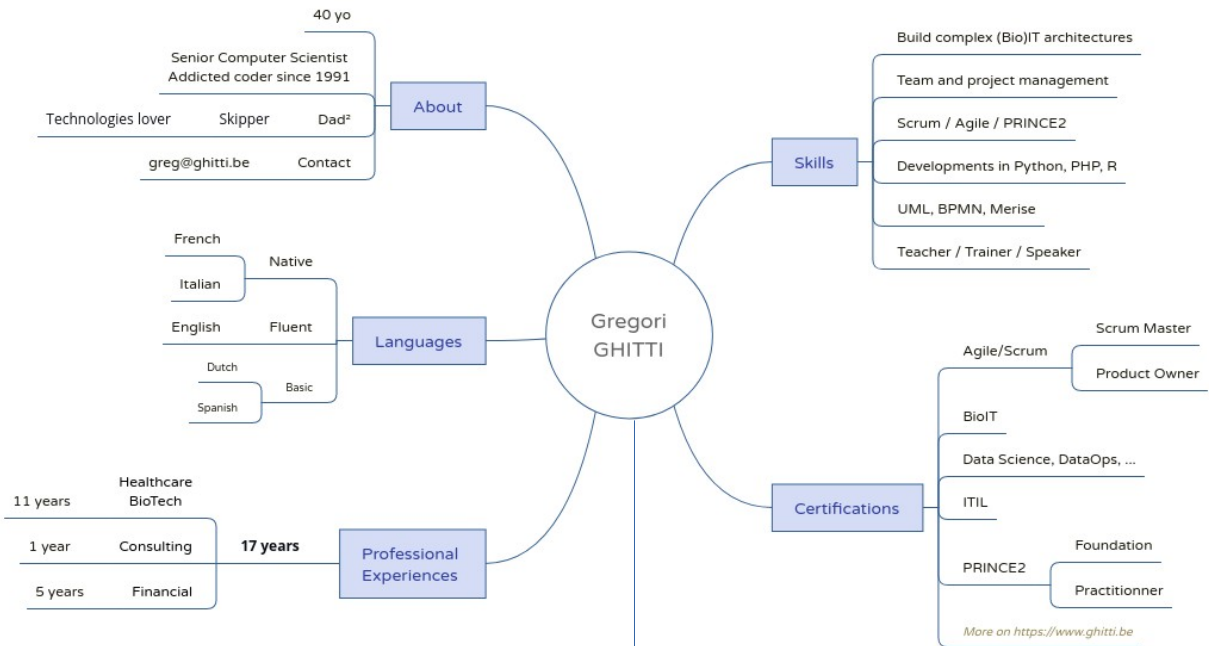 Gregori
GHITTI
About
40 yo
Senior Computer Scientist
Addicted coder since 1991
Technologies lover Skipper Dad²
greg@ghitti.be Contact
Languages
Native
French
Italian
English Fluent
Basic
Dutch
Spanish
Professional
Experiences
17 years
11 years Healthcare
BioTech
1 year Consulting
5 years Financial
Skills
Build complex (Bio)IT architectures
Team and project management
Scrum / Agile / PRINCE2
Developments in Python, PHP, R
UML, BPMN, Merise
Teacher / Trainer / Speaker
Certifications
Agile/Scrum
Scrum Master
Product Owner
BioIT
Data Science, DataOps, ...
ITIL
PRINCE2
Foundation
Practitionner
More on https://www.ghitti.be